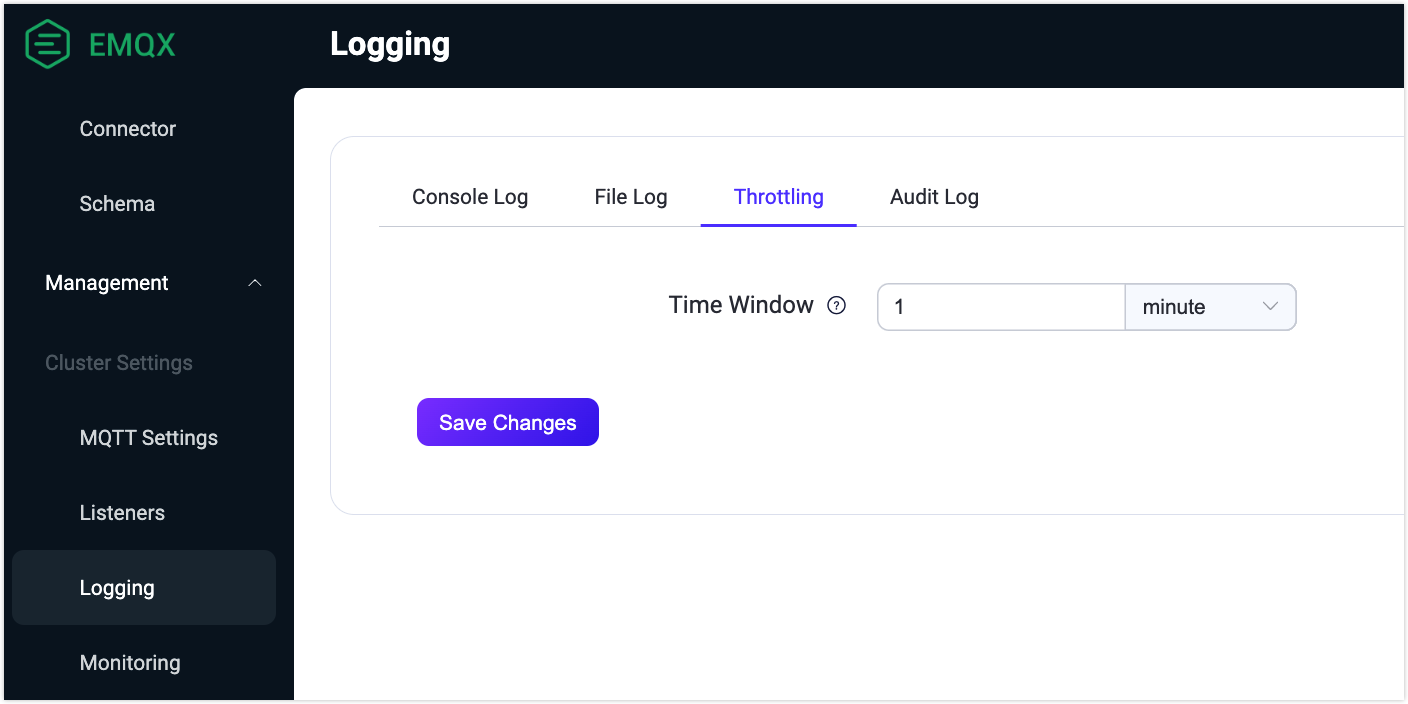 EMQX
Logging
Connector
Schema
Management
Cluster Settings
MQTT Settings
Listeners
Logging
Monitoring
Console Log File Log Throttling Audit Log
Time Window ? 1 minute
Save Changes